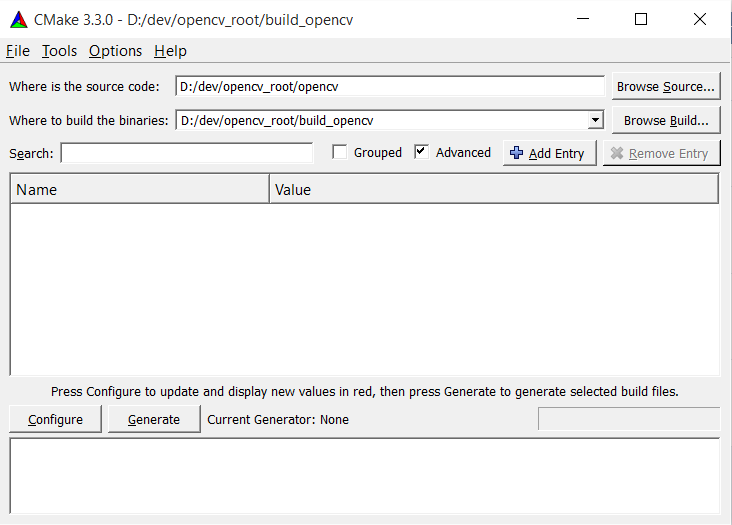 CMake 3.3.0 - D:/dev/opencv_root/build_opencv
File Tools Options Help
Where is the source code: D:/dev/opencv_root/opencv Browse Source...
Where to build the binaries: D:/dev/opencv_root/build_opencv Browse Build...
Search: Grouped Advanced Add Entry Remove Entry
Name Value
Press Configure to update and display new values in red, then press Generate to generate selected build files.
Configure Generate Current Generator: None